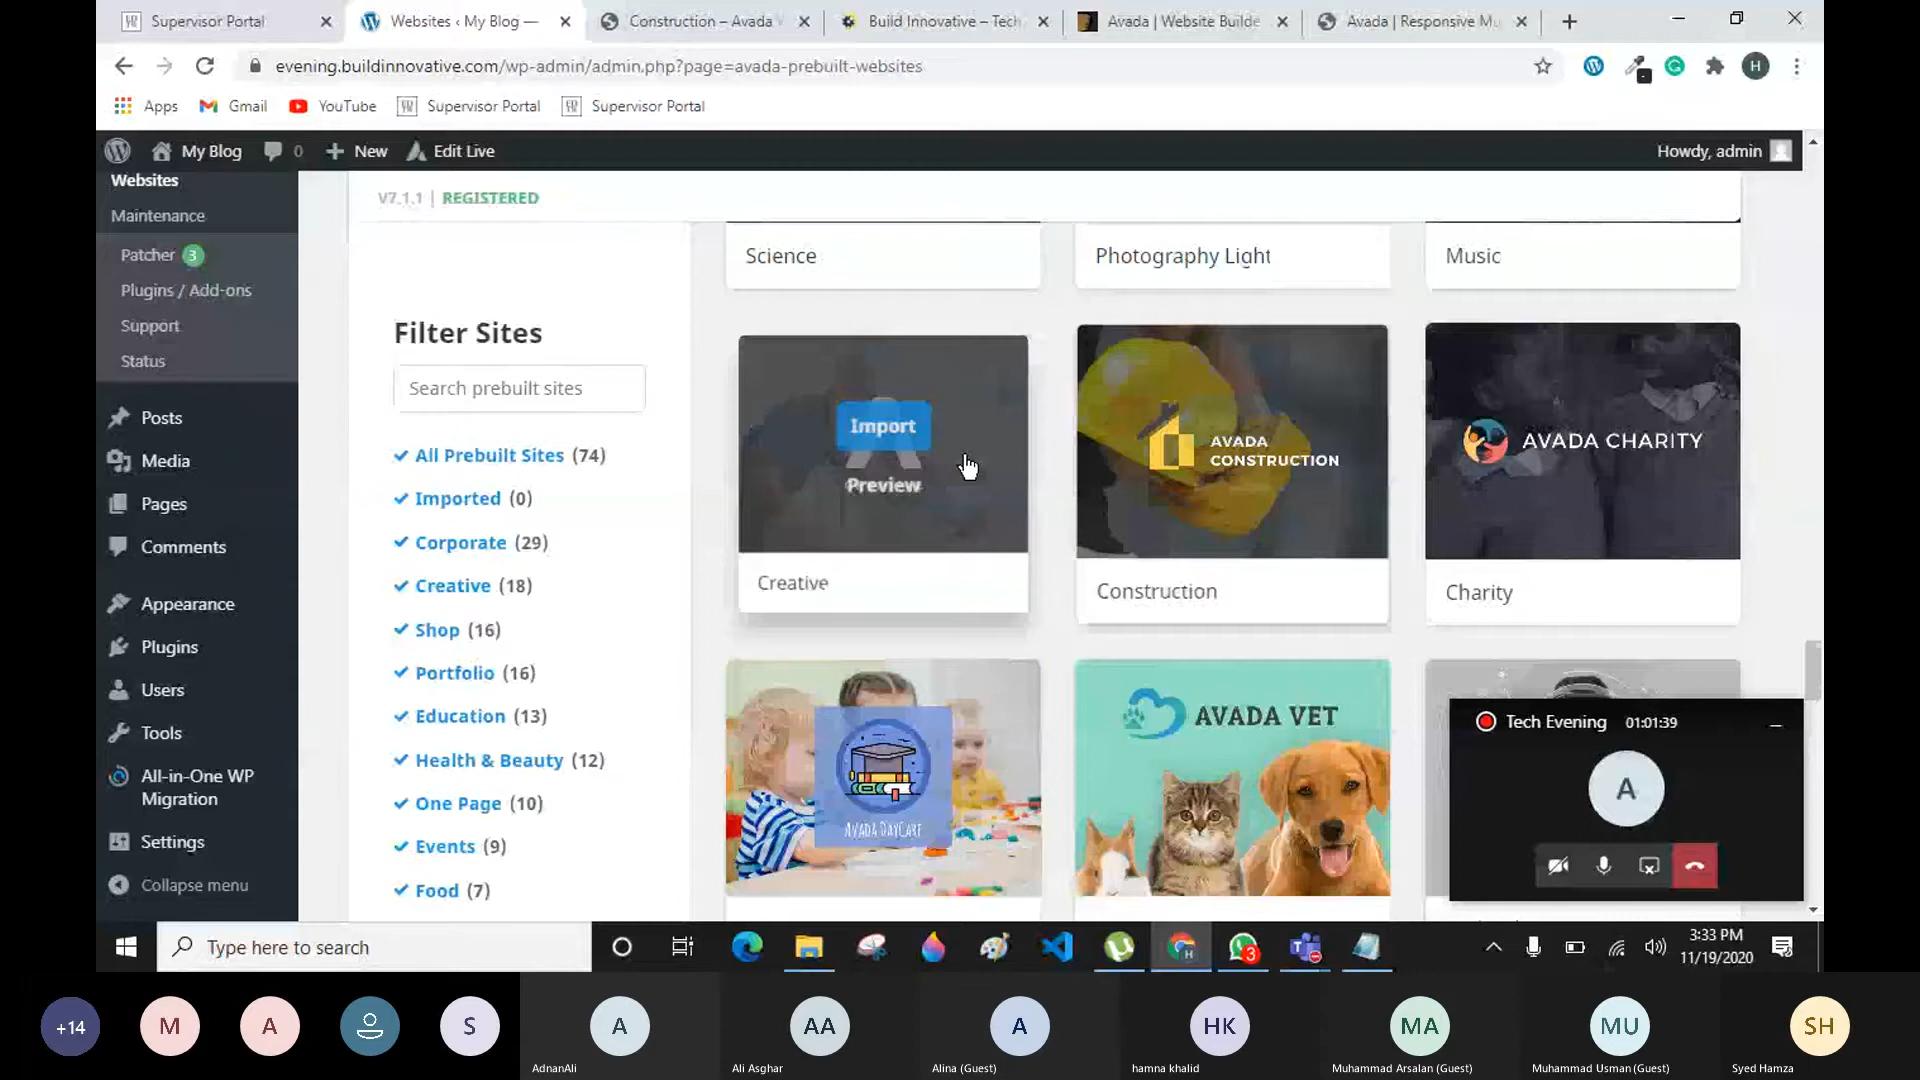 Supervisor Portal
Websites ‹ My Blog —
Construction – Avada
Build Innovative – Tech
Avada | Website Builde
Avada | Responsive Mu
evening.buildinnovative.com/wp-admin/admin.php?page=avada-prebuilt-websites
H
Apps
Gmail
YouTube
Supervisor Portal
Supervisor Portal
My Blog
0
New
Edit Live
Howdy, admin
Websites
Maintenance
Patcher 3
Plugins / Add-ons
Support
Status
Posts
Media
Pages
Comments
Appearance
Plugins
Users
Tools
All-in-One WP
Migration
Settings
Collapse menu
V7.1.1 | REGISTERED
Filter Sites
Search prebuilt sites
All Prebuilt Sites (74)
Imported (0)
Corporate (29)
Creative (18)
Shop (16)
Portfolio (16)
Education (13)
Health & Beauty (12)
One Page (10)
Events (9)
Food (7)
Science
Photography Light
Music
Import
Preview
Creative
AVADA
CONSTRUCTION
Construction
AVADA CHARITY
Charity
AVADA DAYCARE
AVADA VET
Tech Evening 01:01:39
A
Type here to search
3
3:33 PM
11/19/2020
+14
M
A
S
A
AdnanAli
AA
Ali Asghar
A
Alina (Guest)
HK
hamna khalid
MA
Muhammad Arsalan (Guest)
MU
Muhammad Usman (Guest)
SH
Syed Hamza